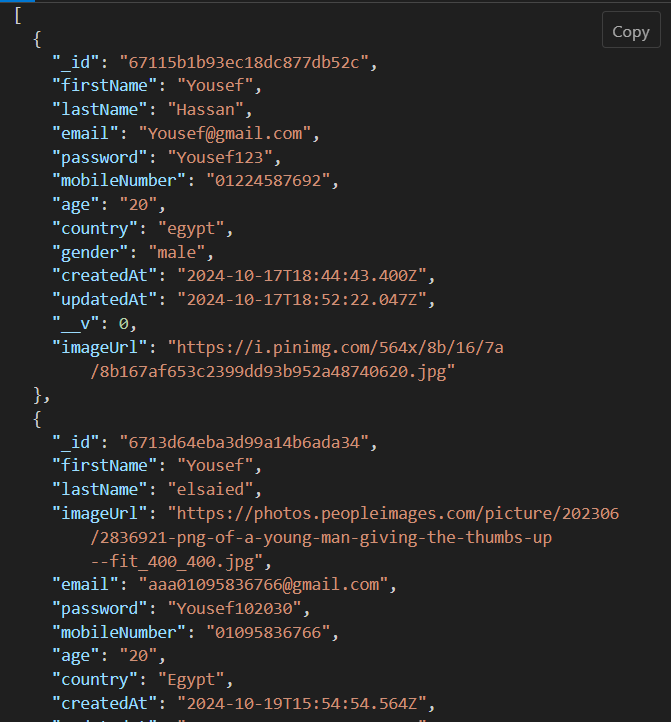 [
Copy
{
"_id": "67115b1b93ec18dc877db52c",
"firstName": "Yousef",
"lastName": "Hassan",
"email": "Yousef@gmail.com",
"password": "Yousef123",
"mobileNumber": "01224587692",
"age": "20",
"country": "egypt",
"gender": "male",
"createdAt": "2024-10-17T18:44:43.400Z",
"updatedAt": "2024-10-17T18:52:22.047Z",
"__v": 0,
"imageUrl": "https://i.pinimg.com/564x/8b/16/7a
/8b167af653c2399dd93b952a48740620.jpg"
},
{
"_id": "6713d64eba3d99a14b6ada34",
"firstName": "Yousef",
"lastName": "elsaied",
"imageUrl": "https://photos.peopleimages.com/picture/202306
/2836921-png-of-a-young-man-giving-the-thumbs-up
--fit_400_400.jpg",
"email": "aaa01095836766@gmail.com",
"password": "Yousef102030",
"mobileNumber": "01095836766",
"age": "20",
"country": "Egypt",
"createdAt": "2024-10-19T15:54:54.564Z",